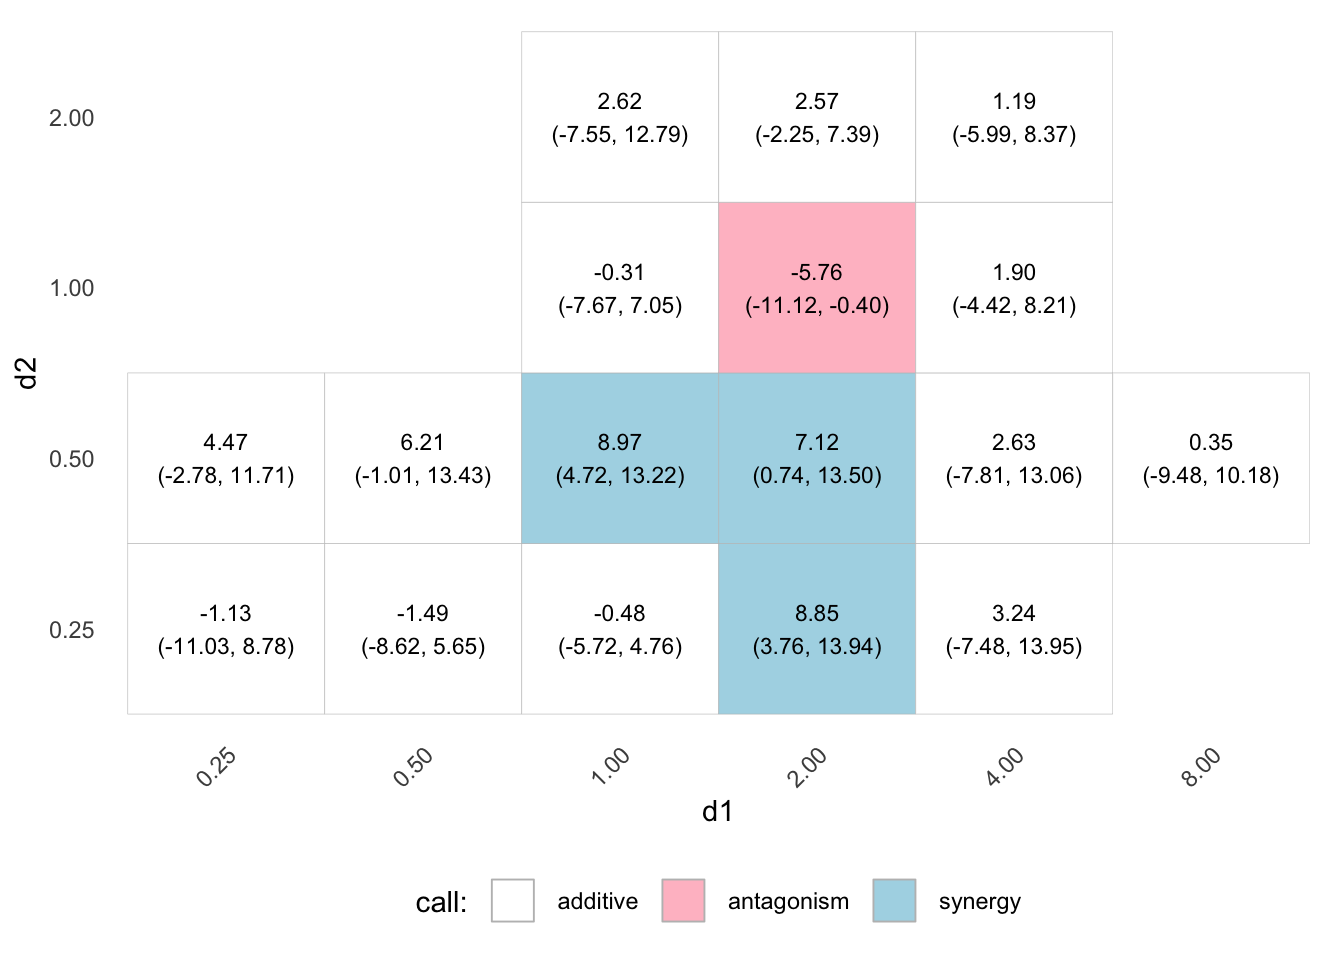 2.62 2.57 1.19
2.00
(-7.55, 12.79) (-2.25, 7.39) (-5.99, 8.37)
-0.31 -5.76 1.90
1.00
(-7.67, 7.05) (-11.12, -0.40) (-4.42, 8.21)
d2
4.47 6.21 8.97 7.12 2.63 0.35
0.50
(-2.78, 11.71) (-1.01, 13.43) (4.72, 13.22) (0.74, 13.50) (-7.81, 13.06) (-9.48, 10.18)
-1.13 -1.49 -0.48 8.85 3.24
0.25
(-11.03, 8.78) (-8.62, 5.65) (-5.72, 4.76) (3.76, 13.94) (-7.48, 13.95)
0.25 0.50 1.00 2.00 4.00 8.00
d1
call: additive antagonism synergy